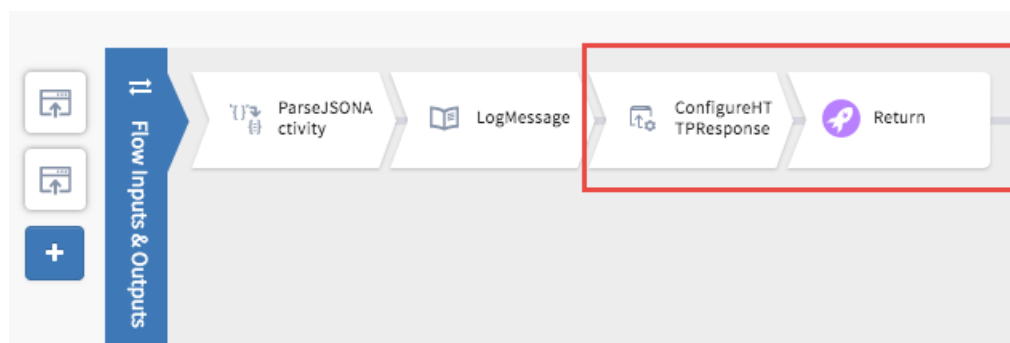 Flow Inputs & Outputs
ParseJSONA
ctivity
LogMessage
ConfigureHT
TPResponse
Return